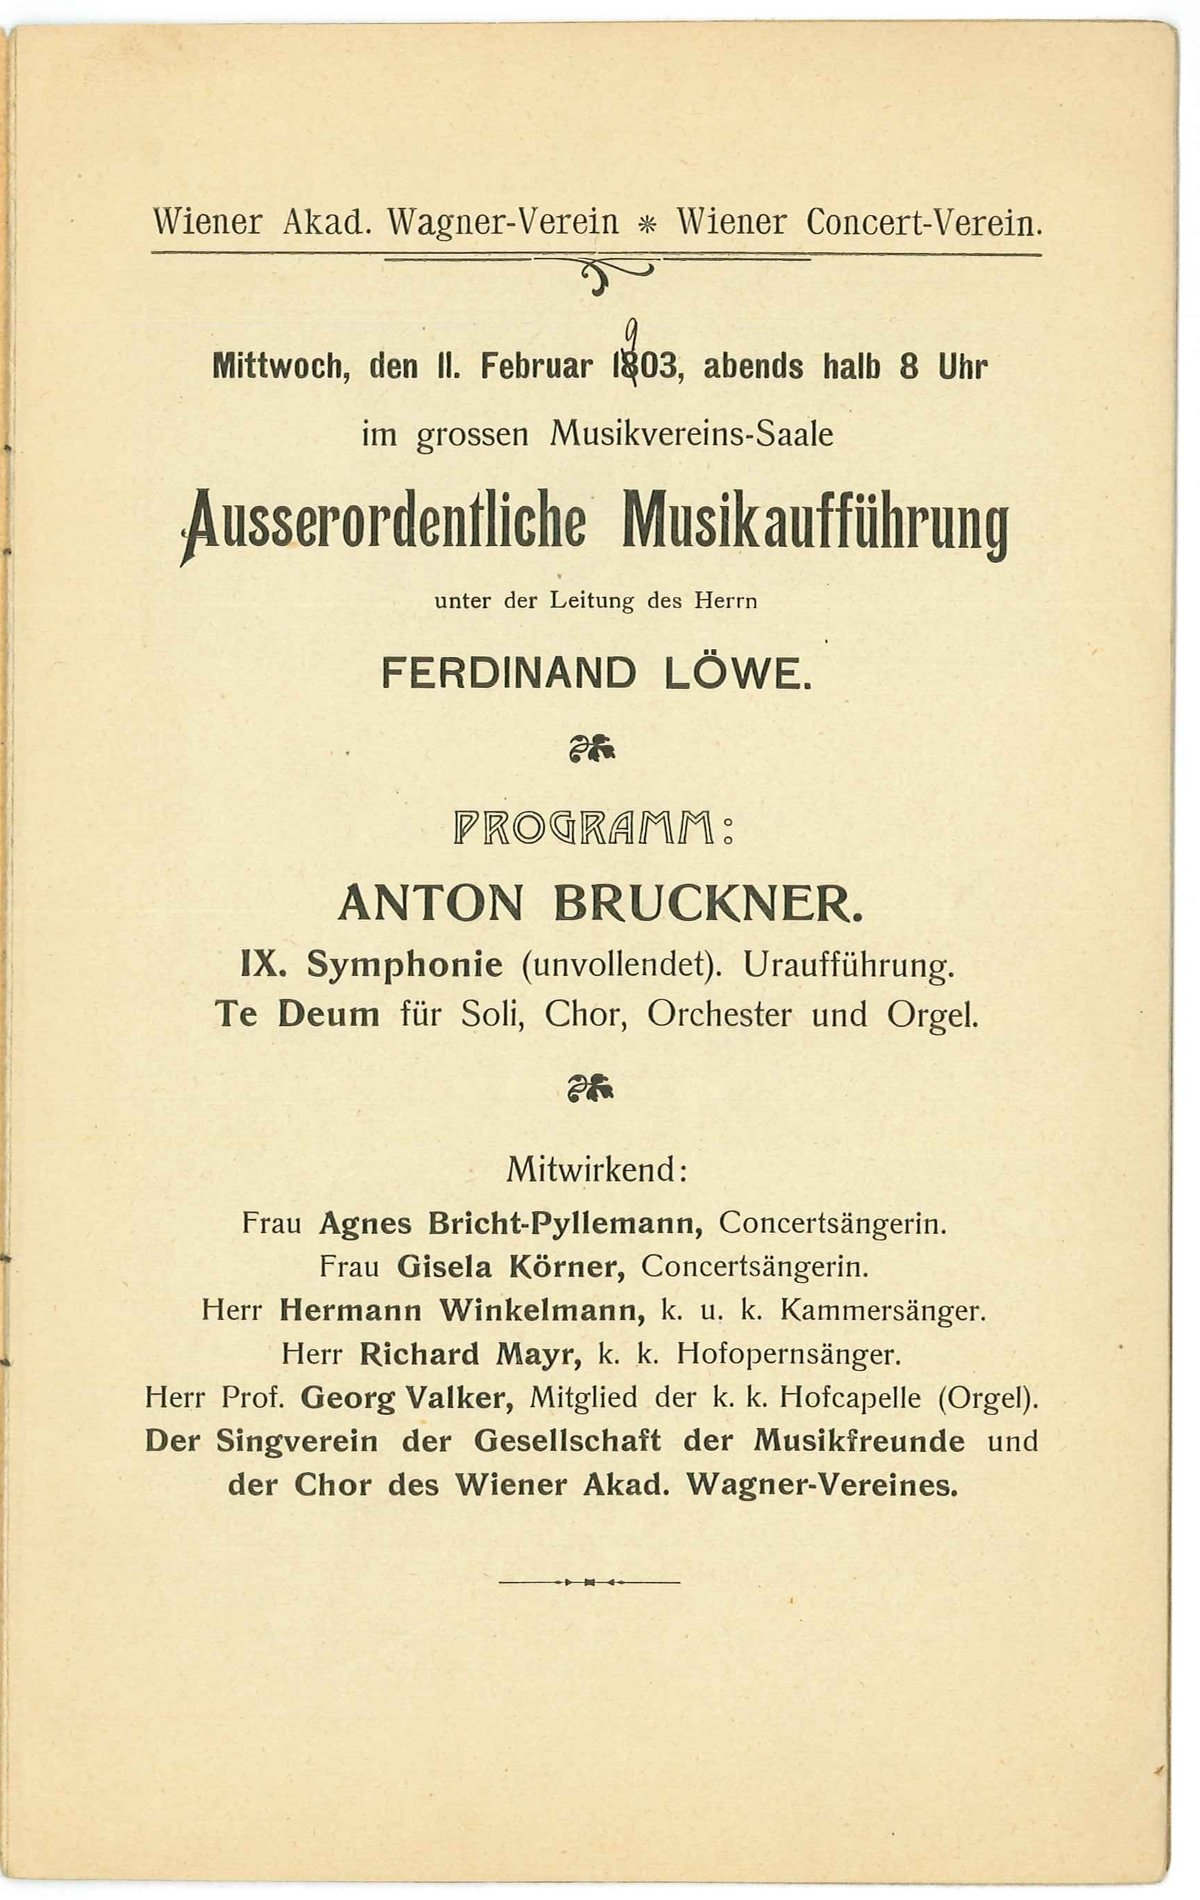 Wiener Akad. Wagner-Verein * Wiener Concert-Verein.
9
Mittwoch, den 11. Februar 1803, abends halb 8 Uhr
im grossen Musikvereins-Saale
Ausserordentliche Musikaufführung
unter der Leitung des Herrn
FERDINAND LÖWE.
PROGRAMM:
ANTON BRUCKNER.
IX. Symphonie (unvollendet). Uraufführung.
Te Deum für Soli, Chor, Orchester und Orgel.
Mitwirkend:
Frau Agnes Bricht-Pyllemann, Concertsängerin.
Frau Gisela Körner, Concertsängerin.
Herr Hermann Winkelmann, k. u. k. Kammersänger.
Herr Richard Mayr, k. k. Hofopernsänger.
Herr Prof. Georg Valker, Mitglied der k. k. Hofcapelle (Orgel).
Der Singverein der Gesellschaft der Musikfreunde und
der Chor des Wiener Akad. Wagner-Vereines.